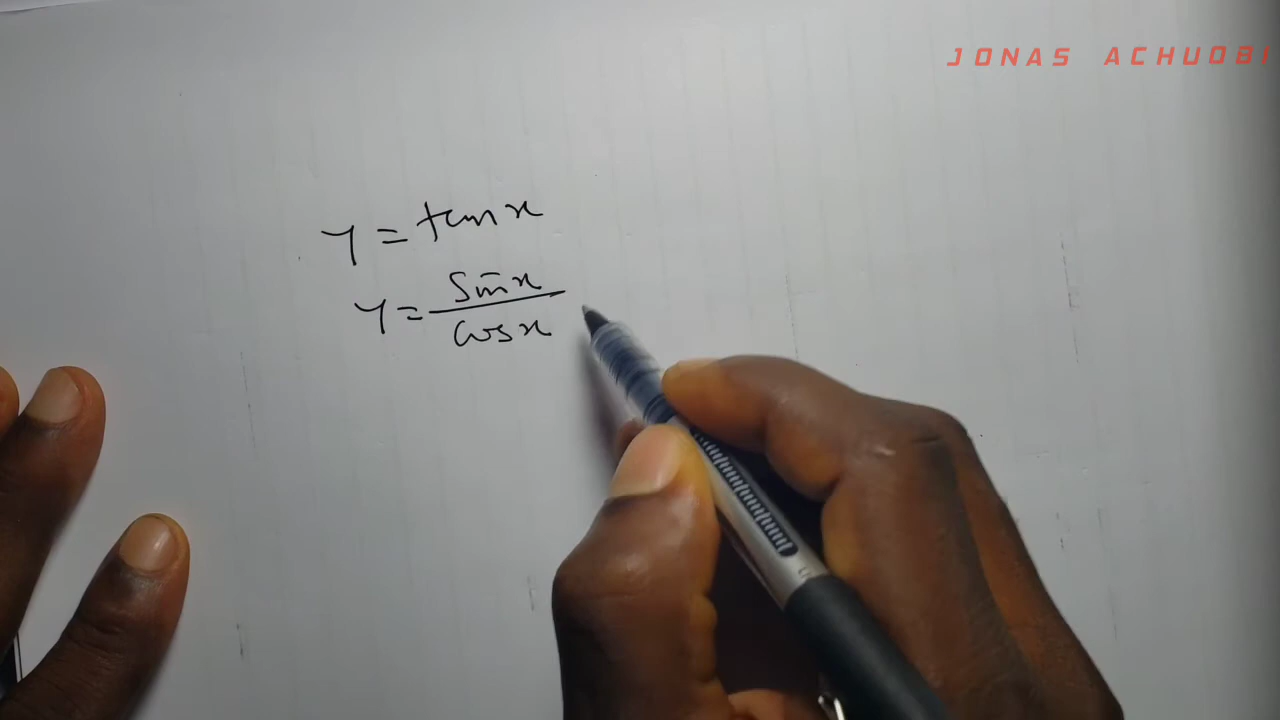 JONAS ACHUOBI
y = tan x
y = sin x / cos x